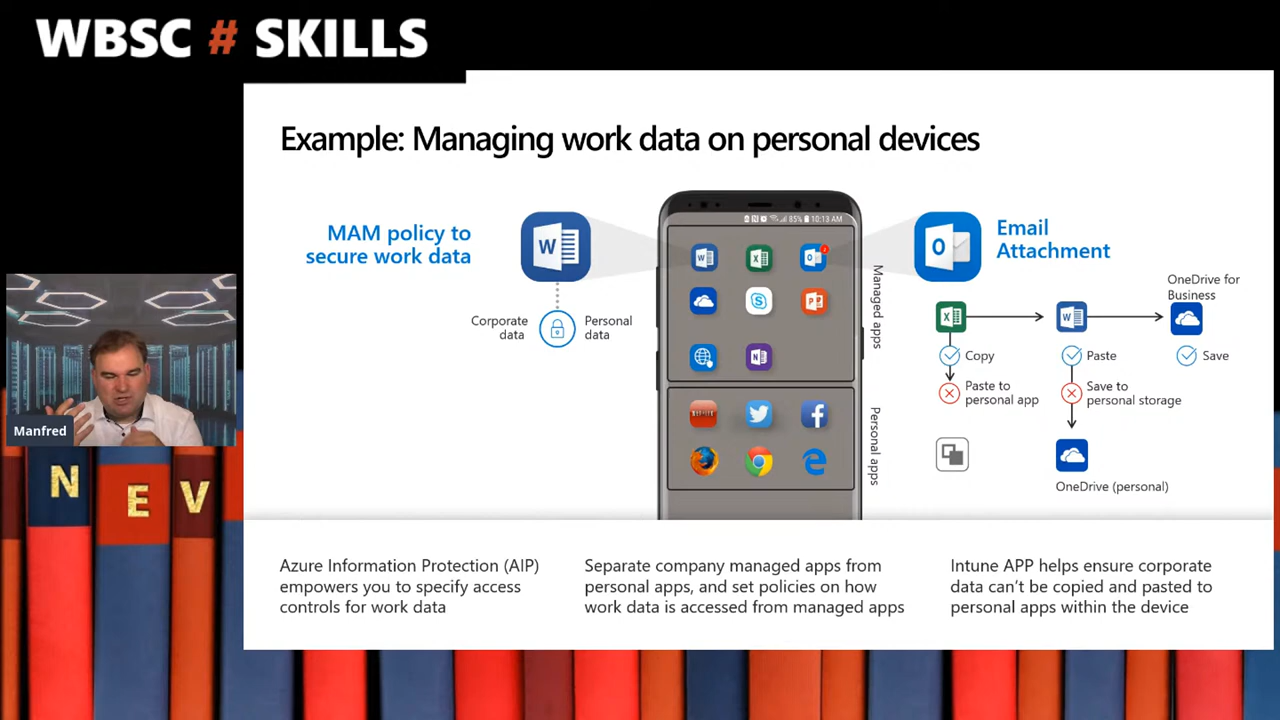 WBSC # SKILLS
Example: Managing work data on personal devices
MAM policy to
secure work data
Corporate
data
Personal
data
85% 10:13 AM
Managed apps
Personal apps
Email
Attachment
OneDrive for
Business
Copy
Paste
Save
Paste to
personal app
Save to
personal storage
OneDrive (personal)
Manfred
N
E
V
Azure Information Protection (AIP)
empowers you to specify access
controls for work data
Separate company managed apps from
personal apps, and set policies on how
work data is accessed from managed apps
Intune APP helps ensure corporate
data can't be copied and pasted to
personal apps within the device